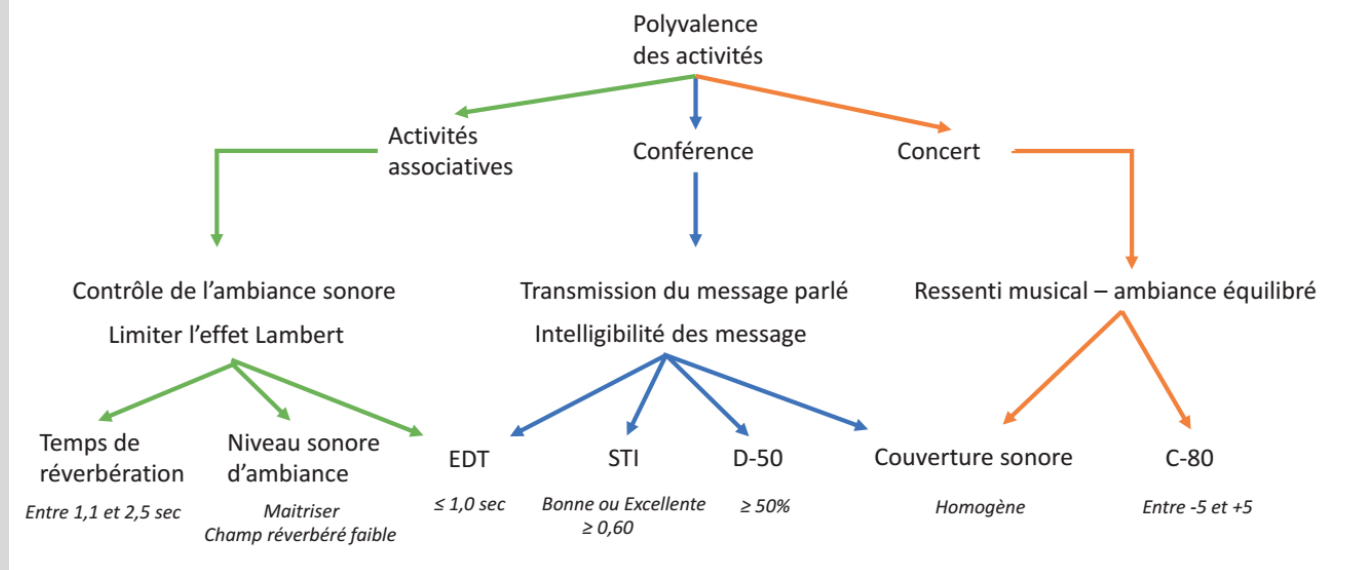 Polyvalence
des activités
Activités
associatives
Conférence
Concert
Contrôle de l'ambiance sonore
Limiter l'effet Lambert
Transmission du message parlé
Intelligibilité des message
Ressenti musical – ambiance équilibré
Temps de
réverbération
Entre 1,1 et 2,5 sec
Niveau sonore
d'ambiance
Maitriser
Champ réverbéré faible
EDT
≤ 1,0 sec
STI
Bonne ou Excellente
≥ 0,60
D-50
≥ 50%
Couverture sonore
Homogène
C-80
Entre -5 et +5